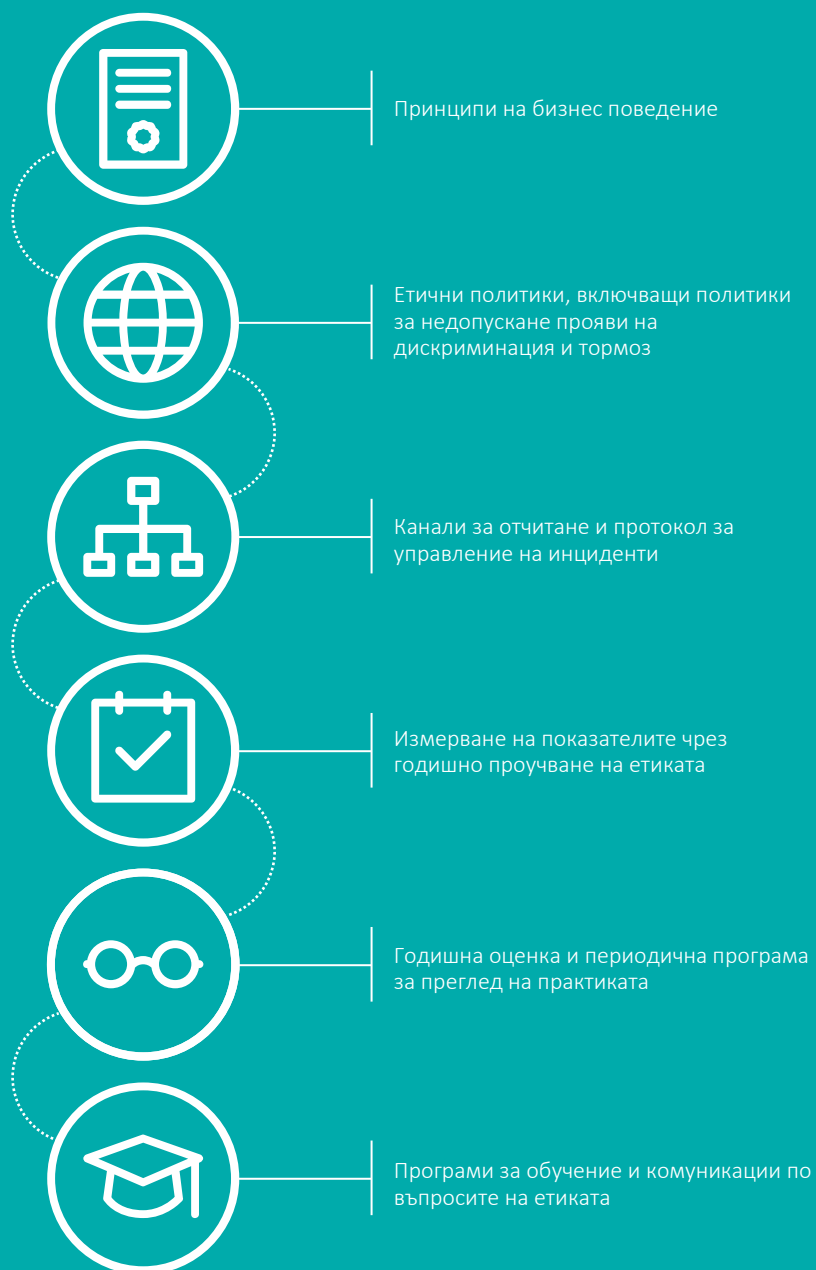 Принципи на бизнес поведение
Етични политики, включващи политики
за недопускане прояви на
дискриминация и тормоз
Канали за отчитане и протокол за
управление на инциденти
Измерване на показателите чрез
годишно проучване на етиката
Годишна оценка и периодична програма
за преглед на практиката
Програми за обучение и комуникации по
въпросите на етиката